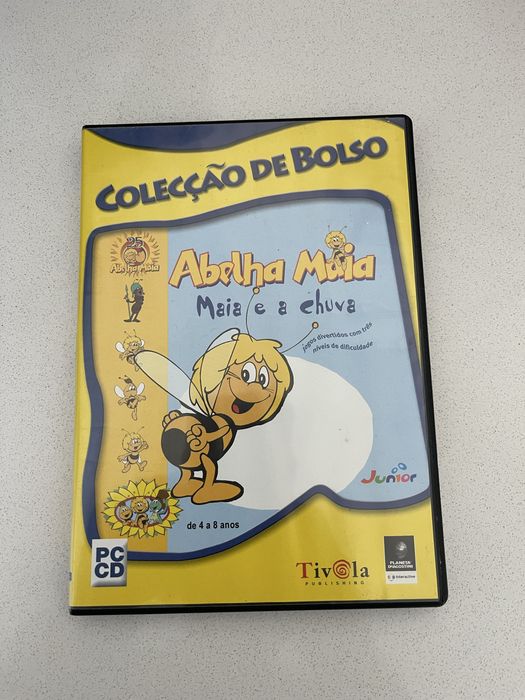 COLECÇÃO DE BOLSO
25
Abelha Maia
Abelha Maia
Maia e a chuva
jogos divertidos com três
níveis de dificuldade
Junior
de 4 a 8 anos
PC
CD
Tivola
PUBLISHING
PLANETA
DeAGOSTINI
Interactive